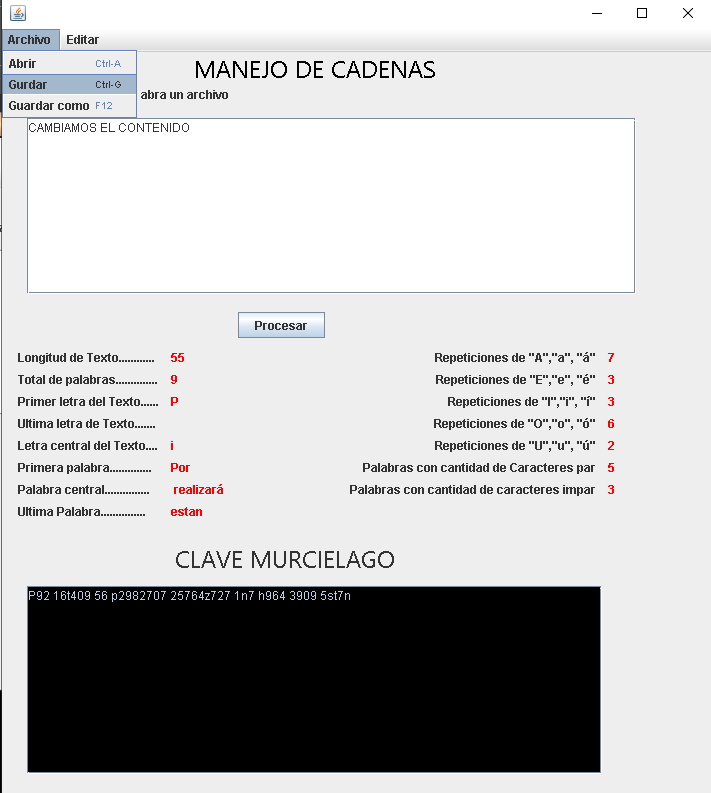 Archivo Editar
Abrir Ctrl-A
Gurdar Ctrl-G
Guardar como F12
MANEJO DE CADENAS
abra un archivo
CAMBIAMOS EL CONTENIDO
Procesar
Longitud de Texto............ 55
Total de palabras.............. 9
Primer letra del Texto...... P
Ultima letra de Texto.......
Letra central del Texto.... i
Primera palabra.............. Por
Palabra central............... realizará
Ultima Palabra............... estan
Repeticiones de "A","a", "á" 7
Repeticiones de "E","e", "é" 3
Repeticiones de "I","i", "í" 3
Repeticiones de "O","o", "ó" 6
Repeticiones de "U","u", "ú" 2
Palabras con cantidad de Caracteres par 5
Palabras con cantidad de caracteres impar 3
CLAVE MURCIELAGO
P92 16t409 56 p2982707 25764z727 1n7 h964 3909 5st7n